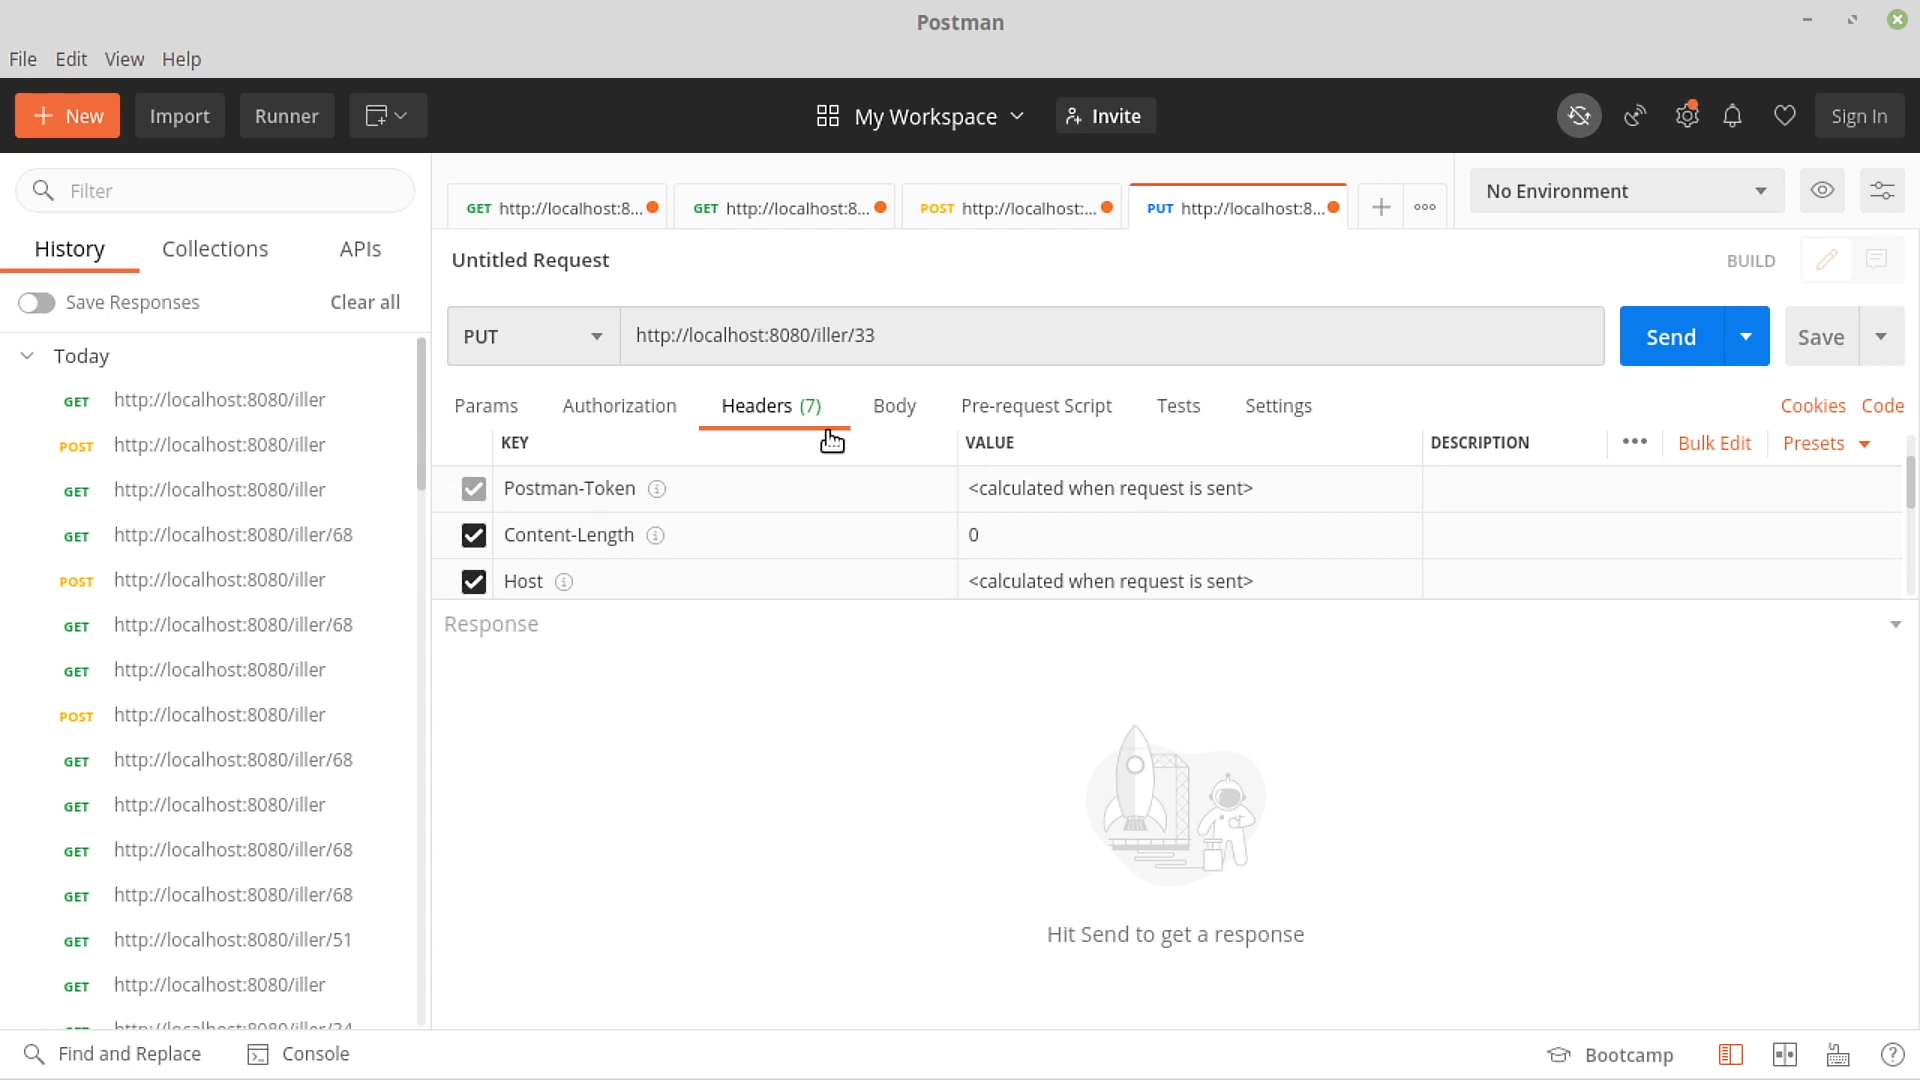 Postman
File Edit View Help
New Import Runner My Workspace Invite Sign In
Filter
GET http://localhost:8... GET http://localhost:8... POST http://localhost:... PUT http://localhost:8... No Environment
History Collections APIs
Untitled Request BUILD
Save Responses Clear all
PUT http://localhost:8080/iller/33 Send Save
Today
GET http://localhost:8080/iller
POST http://localhost:8080/iller
GET http://localhost:8080/iller
GET http://localhost:8080/iller/68
POST http://localhost:8080/iller
GET http://localhost:8080/iller/68
GET http://localhost:8080/iller
POST http://localhost:8080/iller
GET http://localhost:8080/iller/68
GET http://localhost:8080/iller
GET http://localhost:8080/iller/68
GET http://localhost:8080/iller/68
GET http://localhost:8080/iller/51
GET http://localhost:8080/iller
Params Authorization Headers (7) Body Pre-request Script Tests Settings Cookies Code
KEY VALUE DESCRIPTION Bulk Edit Presets
Postman-Token <calculated when request is sent>
Content-Length 0
Host <calculated when request is sent>
Response
Hit Send to get a response
Find and Replace Console Bootcamp